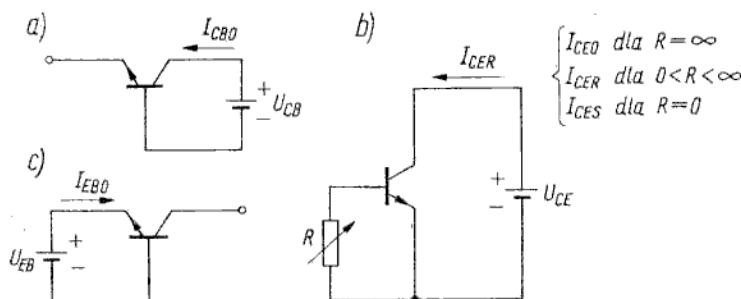 a)
I_CBO
+
−
U_CB
b)
I_CER
+
−
U_CE
R
I_CEO dla R=∞
I_CER dla 0<R<∞
I_CES dla R=0
c)
I_EBO
+
−
U_EB